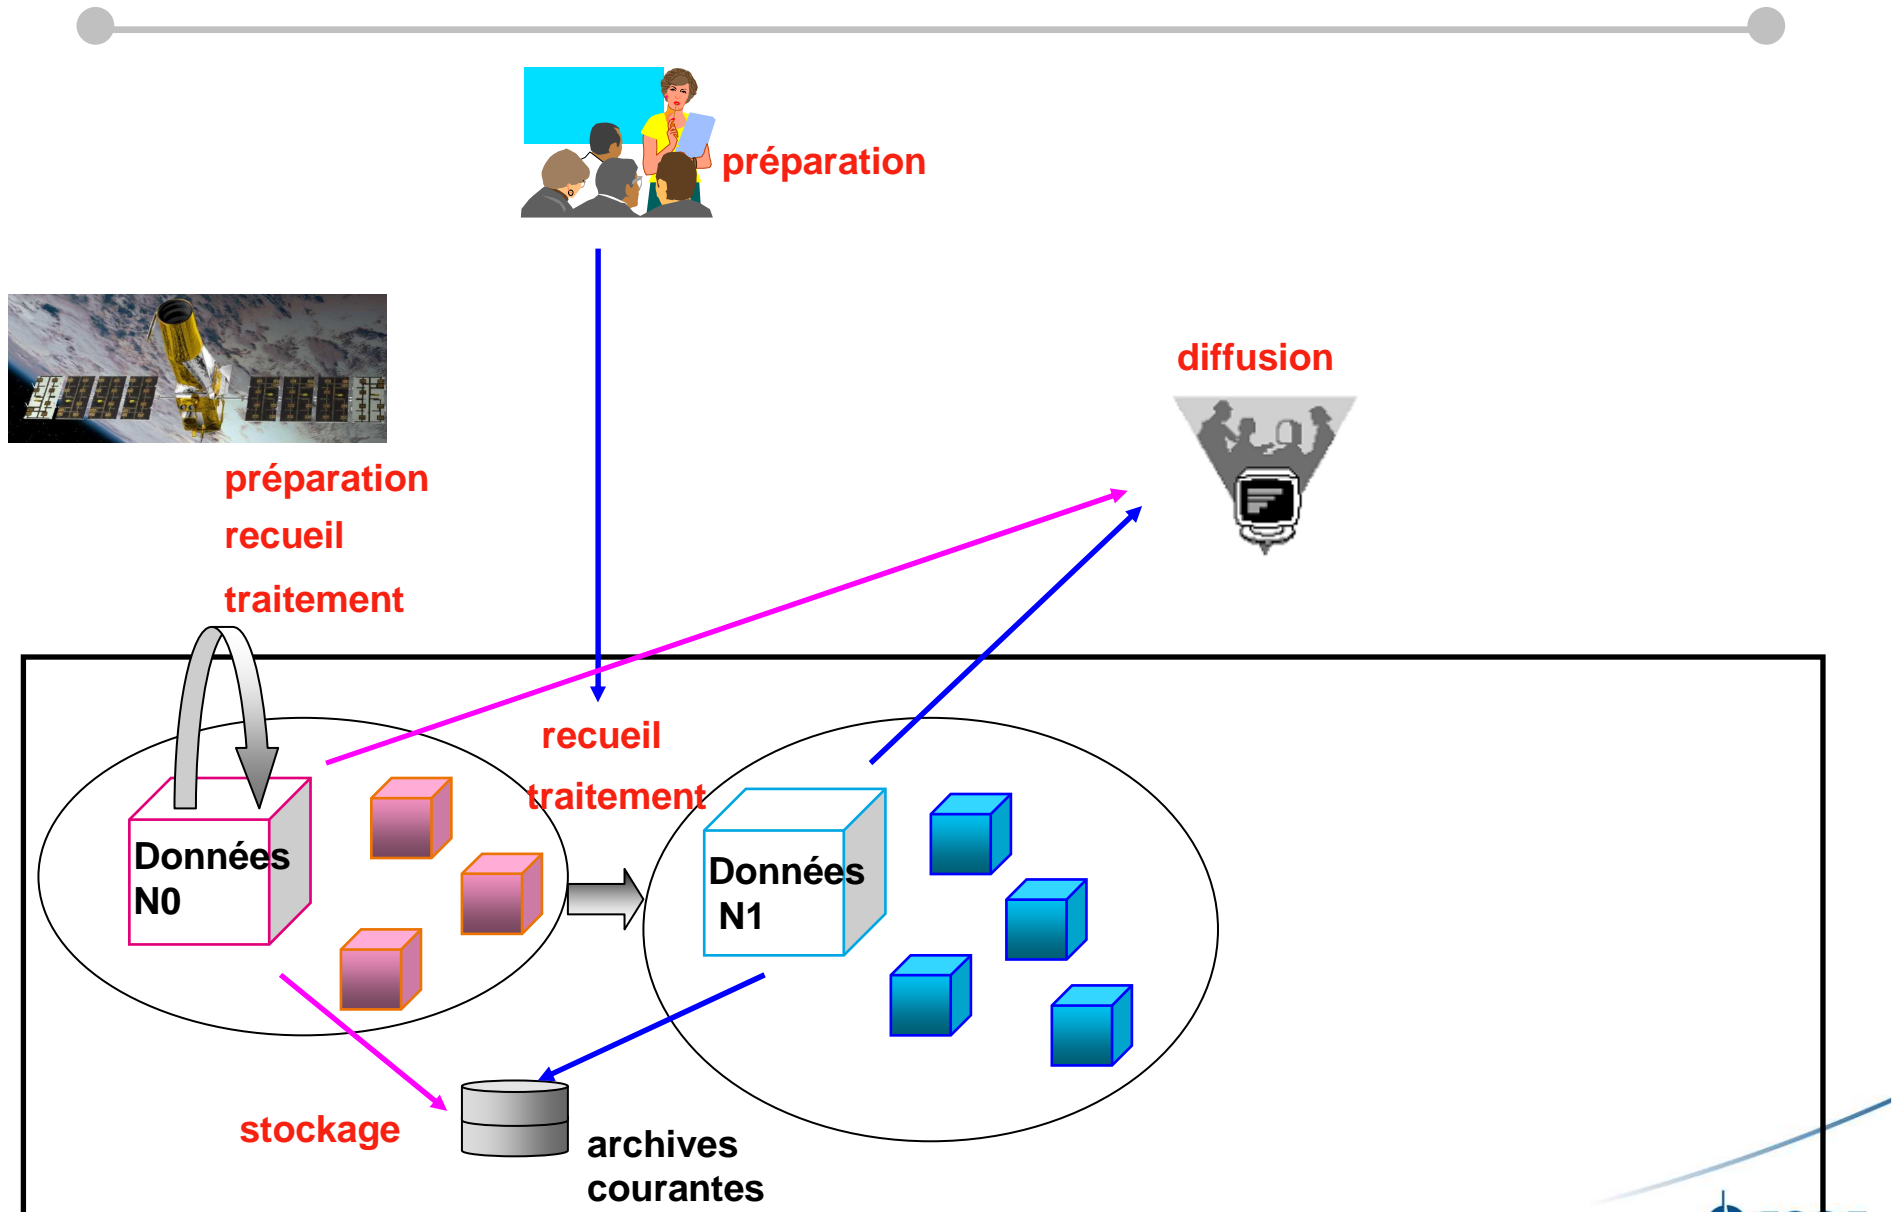 préparation
diffusion
préparation
recueil
traitement
recueil
traitement
Données
N0
Données
N1
stockage
archives
courantes